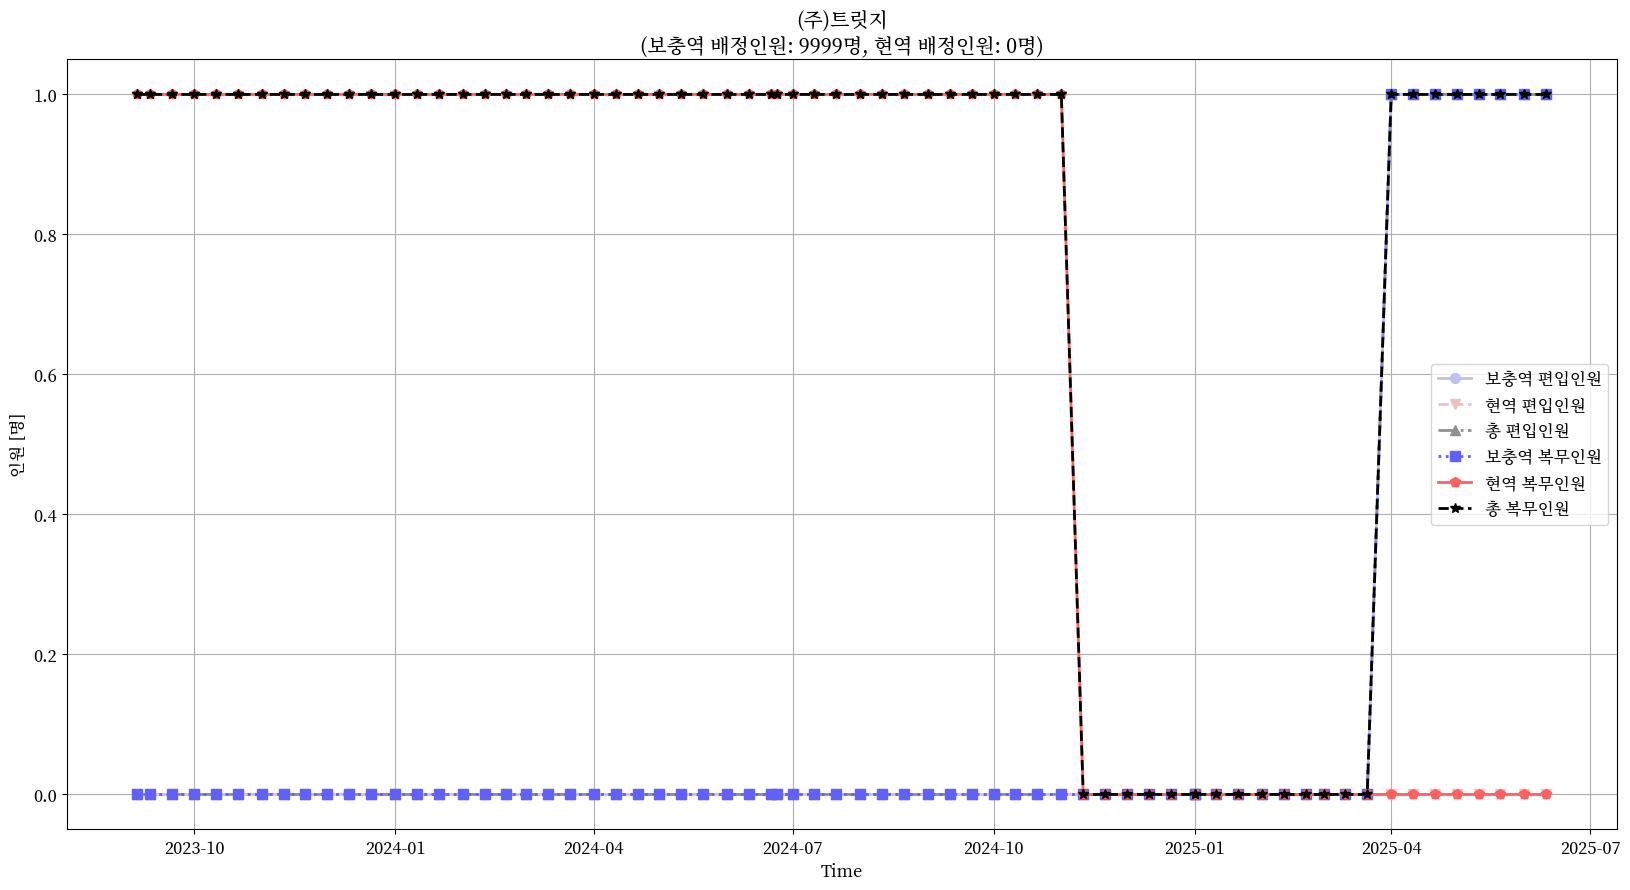 (주)트릿지
(보충역 배정인원: 9999명, 현역 배정인원: 0명)
인원 [명]
1.0
0.8
0.6
0.4
0.2
0.0
보충역 편입인원
현역 편입인원
총 편입인원
보충역 복무인원
현역 복무인원
총 복무인원
2023-10
2024-01
2024-04
2024-07
2024-10
2025-01
2025-04
2025-07
Time